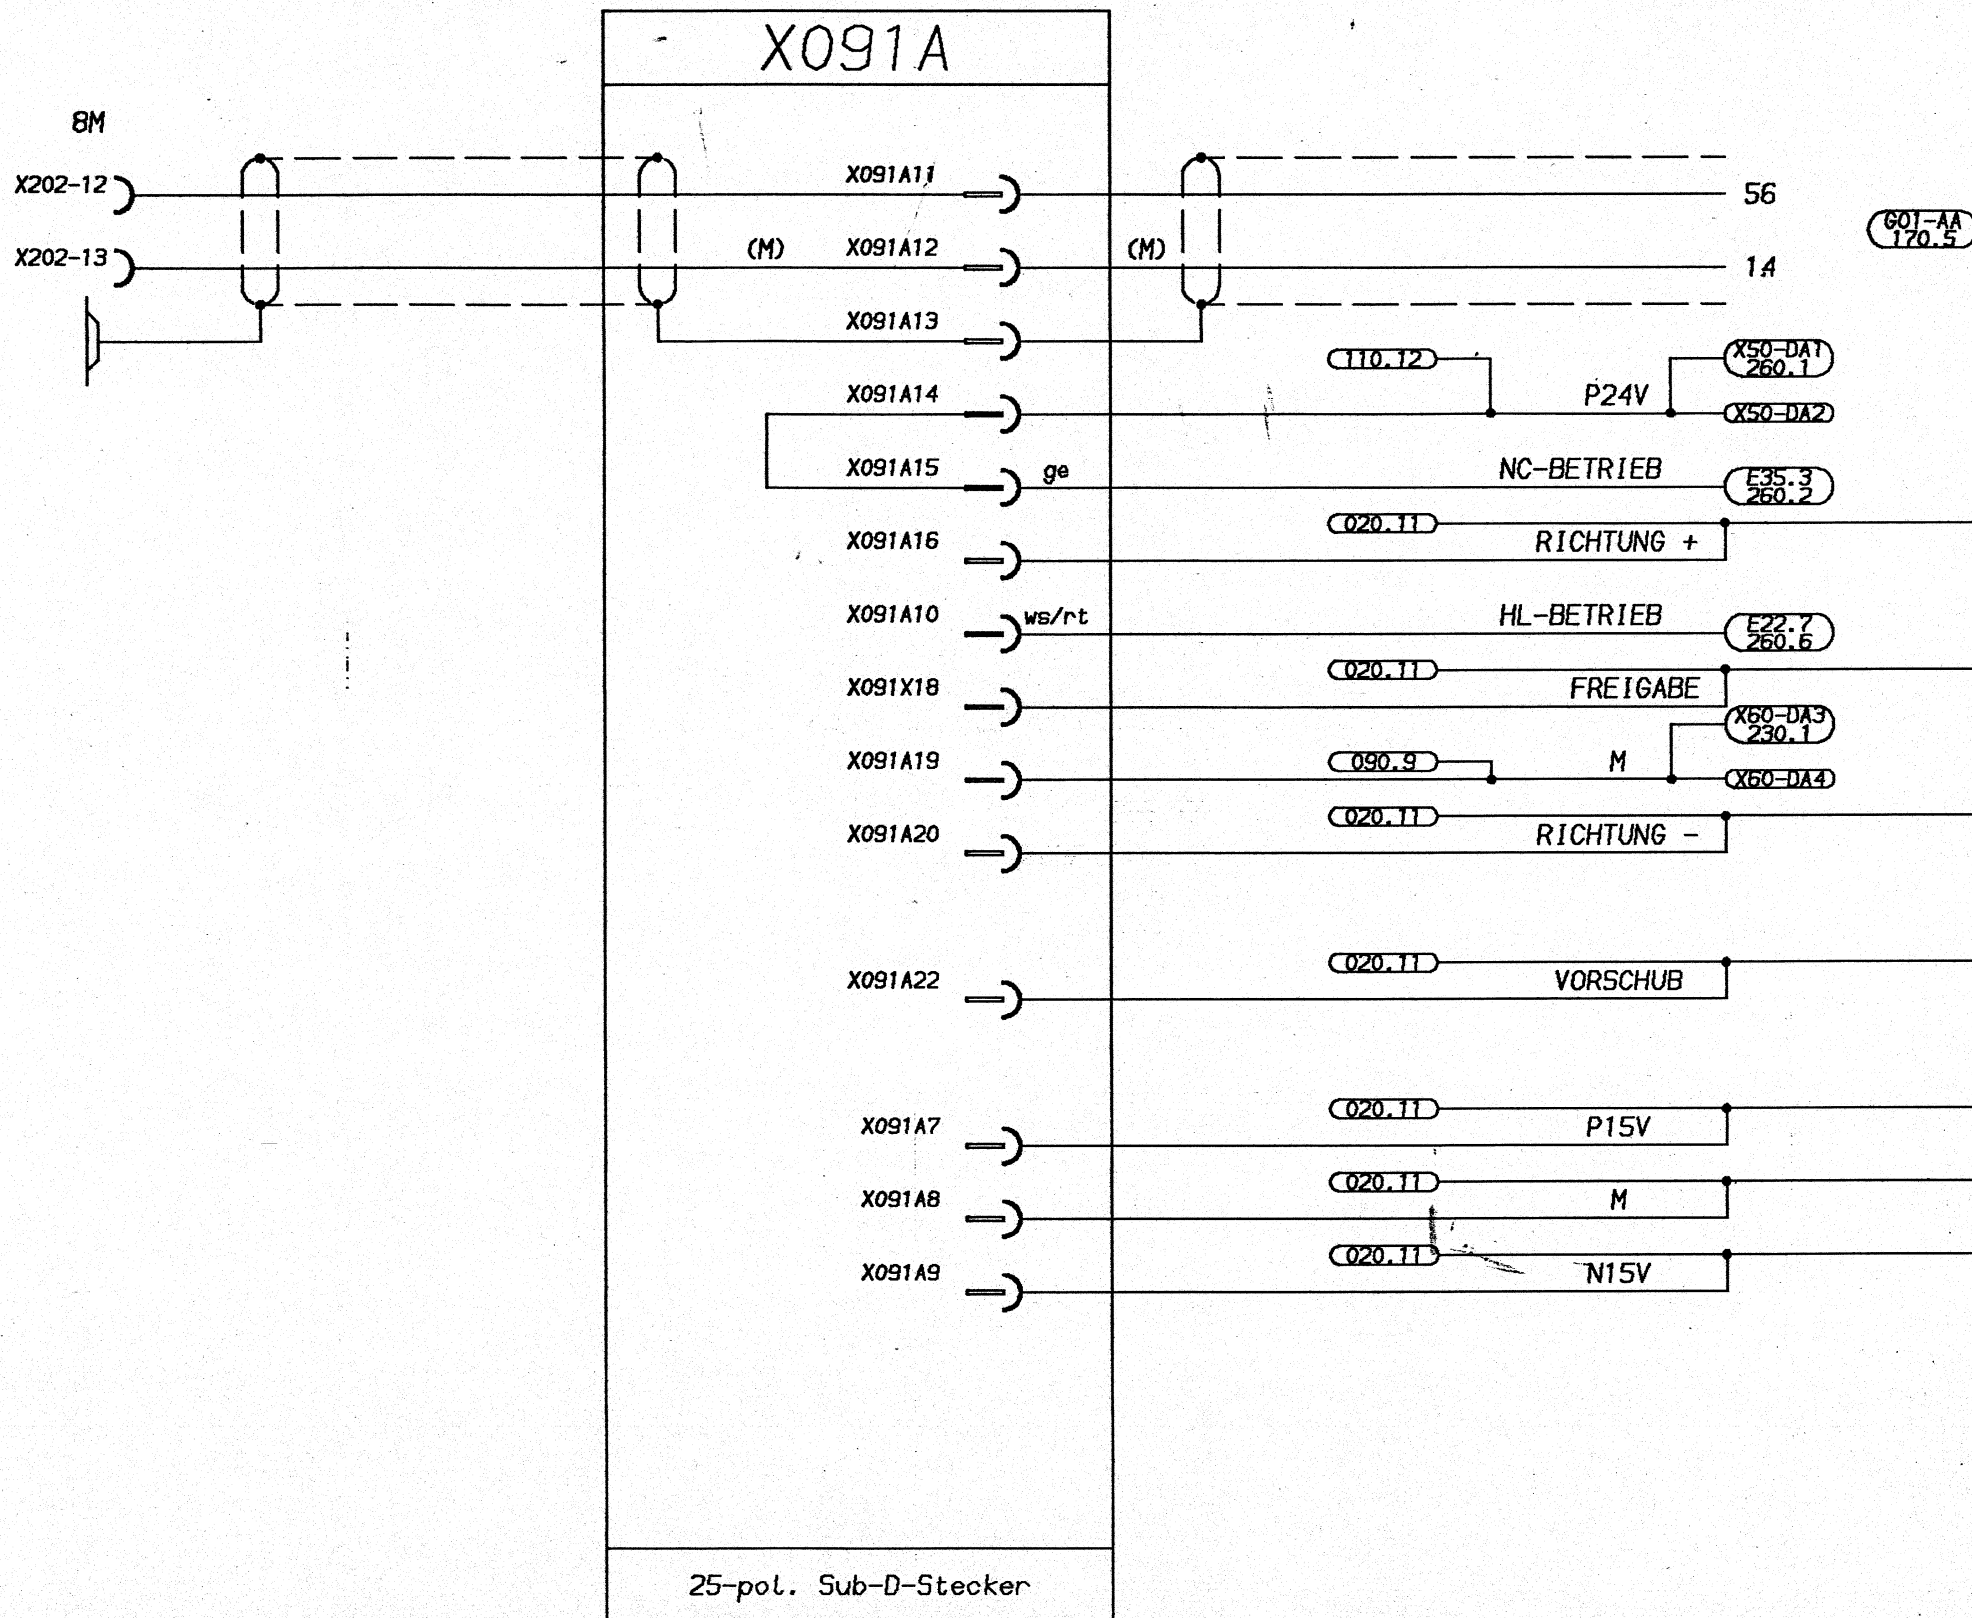 X091A
8M
X202-12
X091A11
56
G01-AA
170.5
X202-13
(M)
X091A12
(M)
14
X091A13
110.12
X50-DA1
260.1
X091A14
P24V
X50-DA2
X091A15
ge
NC-BETRIEB
E35.3
260.2
020.11
X091A16
RICHTUNG +
X091A10
ws/rt
HL-BETRIEB
E22.7
260.6
020.11
X091X18
FREIGABE
X60-DA3
230.1
X091A19
090.9
M
X60-DA4
020.11
X091A20
RICHTUNG -
020.11
X091A22
VORSCHUB
020.11
X091A7
P15V
020.11
X091A8
M
020.11
X091A9
N15V
25-pol. Sub-D-Stecker